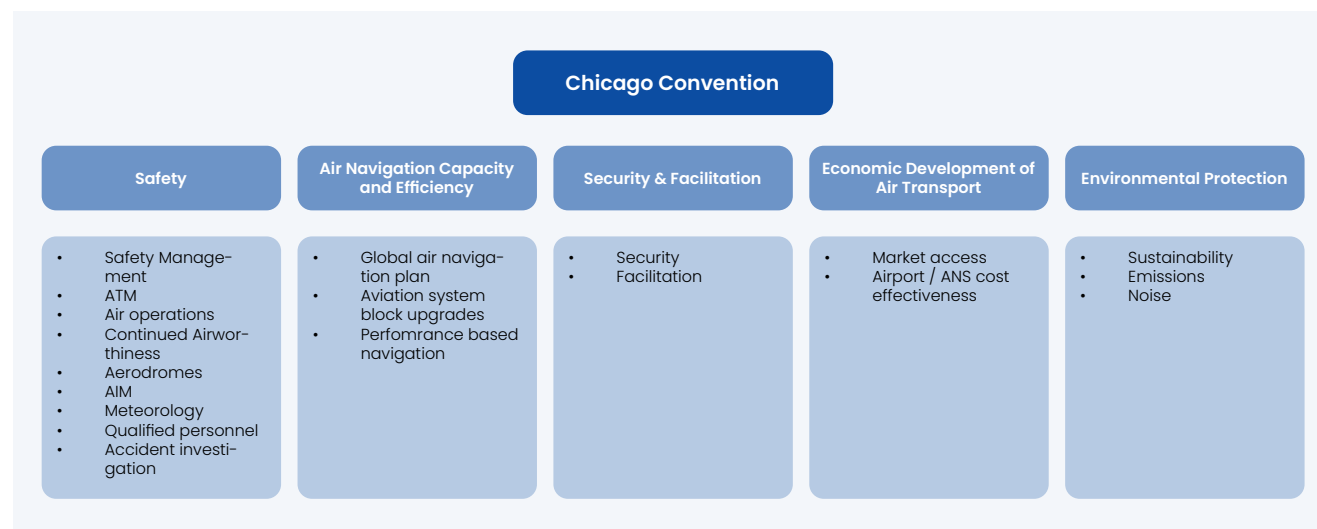 Chicago Convention
Safety
Air Navigation Capacity
and Efficiency
Security & Facilitation
Economic Development of
Air Transport
Environmental Protection
• Safety Manage-
ment
• ATM
• Air operations
• Continued Airwor-
thiness
• Aerodromes
• AIM
• Meteorology
• Qualified personnel
• Accident investi-
gation
• Global air naviga-
tion plan
• Aviation system
block upgrades
• Perfomrance based
navigation
• Security
• Facilitation
• Market access
• Airport / ANS cost
effectiveness
• Sustainability
• Emissions
• Noise